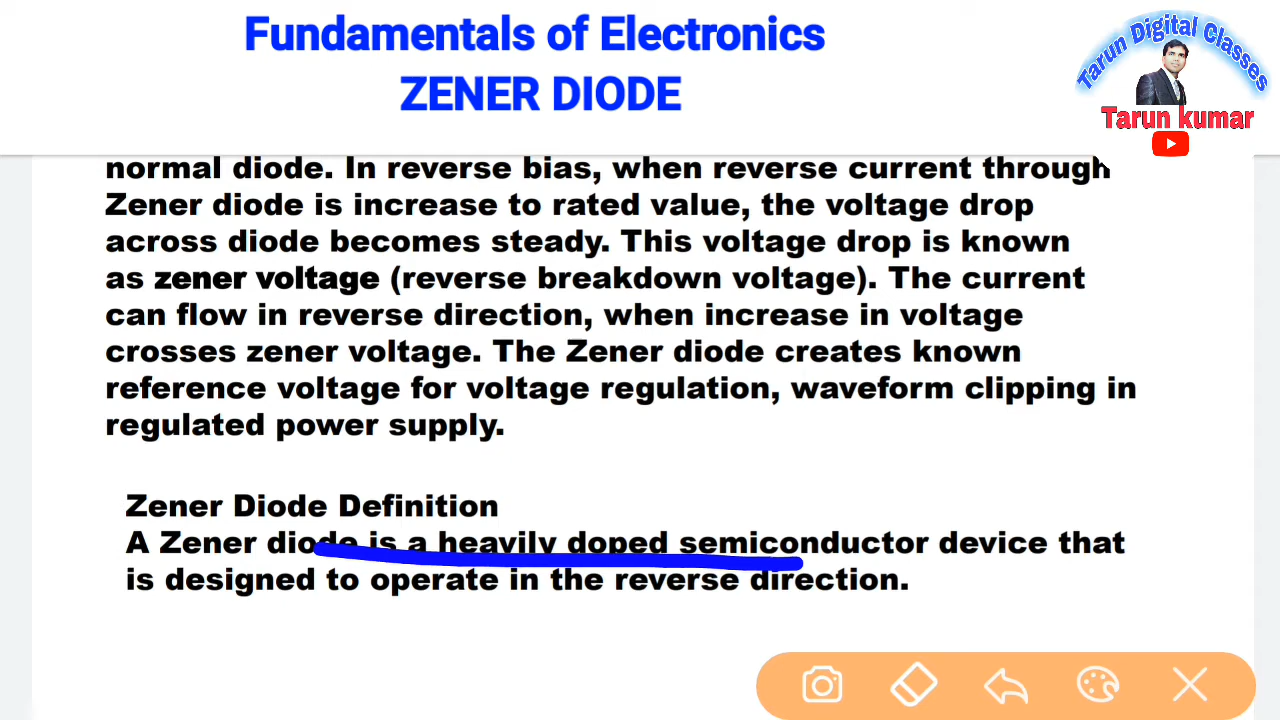 Fundamentals of Electronics
ZENER DIODE
Tarun Digital Classes
Tarun kumar
normal diode. In reverse bias, when reverse current through
Zener diode is increase to rated value, the voltage drop
across diode becomes steady. This voltage drop is known
as zener voltage (reverse breakdown voltage). The current
can flow in reverse direction, when increase in voltage
crosses zener voltage. The Zener diode creates known
reference voltage for voltage regulation, waveform clipping in
regulated power supply.
Zener Diode Definition
A Zener diode is a heavily doped semiconductor device that
is designed to operate in the reverse direction.